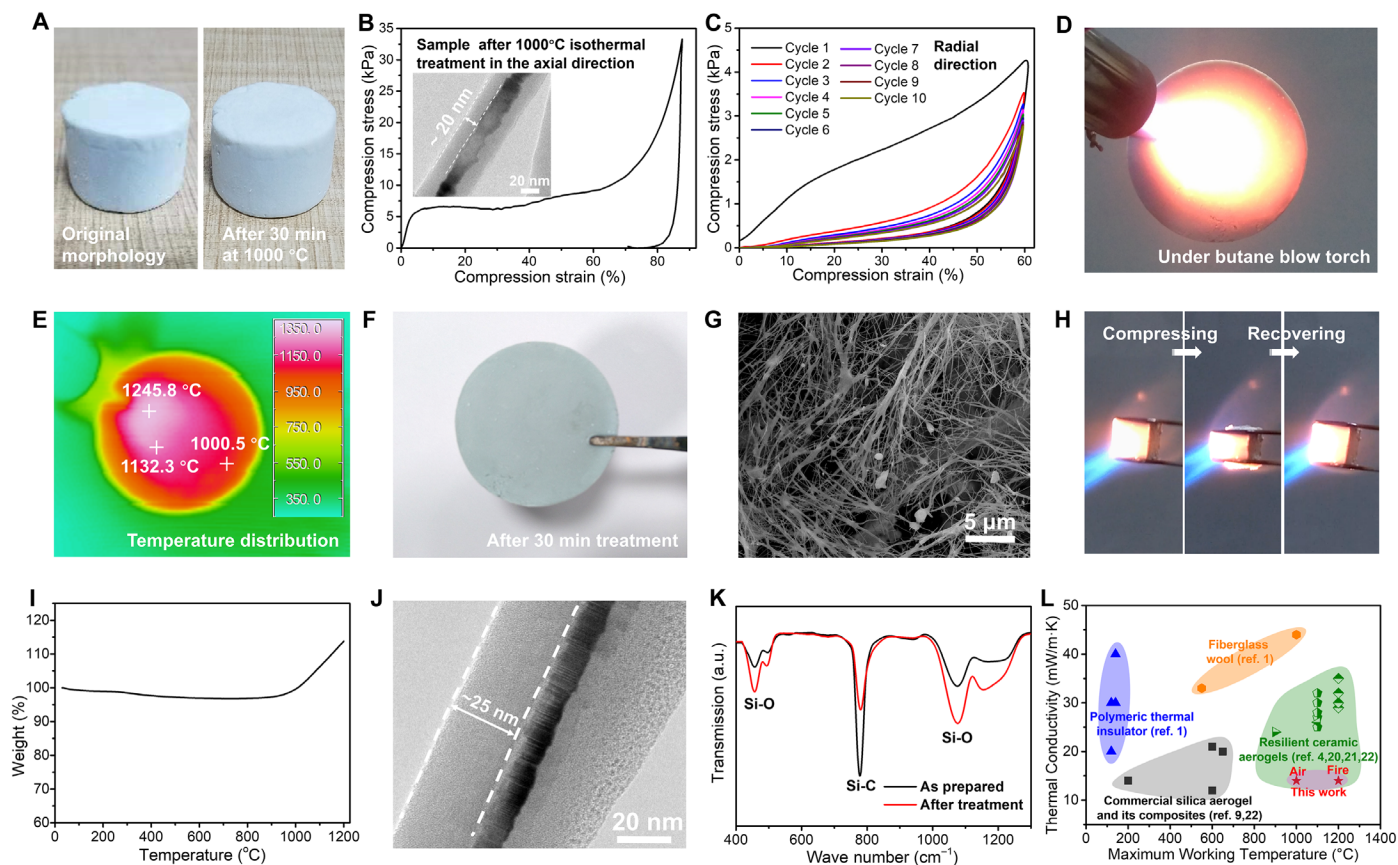 A
Original
morphology
After 30 min
at 1000 °C
B
Compression stress (kPa)
35
30
25
20
15
10
5
0
Sample after 1000°C isothermal
treatment in the axial direction
~ 20 nm
20 nm
0 20 40 60 80
Compression strain (%)
C
Compression stress (kPa)
5
4
3
2
1
0
Cycle 1
Cycle 2
Cycle 3
Cycle 4
Cycle 5
Cycle 6
Cycle 7
Cycle 8
Cycle 9
Cycle 10
Radial
direction
0 10 20 30 40 50 60
Compression strain (%)
D
Under butane blow torch
E
1245.8 °C
1000.5 °C
1132.3 °C
1350. 0
1150. 0
950. 0
750. 0
550. 0
350. 0
Temperature distribution
F
After 30 min treatment
G
5 μm
H
Compressing
Recovering
I
Weight (%)
120
110
100
90
80
70
60
0 200 400 600 800 1000 1200
Temperature (°C)
J
~25 nm
20 nm
K
Transmission (a.u.)
Si-O
Si-C
Si-O
As prepared
After treatment
400 600 800 1000 1200
Wave number (cm⁻¹)
L
Thermal Conductivity (mW/m·K)
50
40
30
20
10
Fiberglass
wool (ref. 1)
Polymeric thermal
insulator (ref. 1)
Resilient ceramic
aerogels (ref. 4,20,21,22)
Air Fire
This work
Commercial silica aerogel
and its composites (ref. 9,22)
0 200 400 600 800 1000 1200 1400
Maximum Working Temperature (°C)